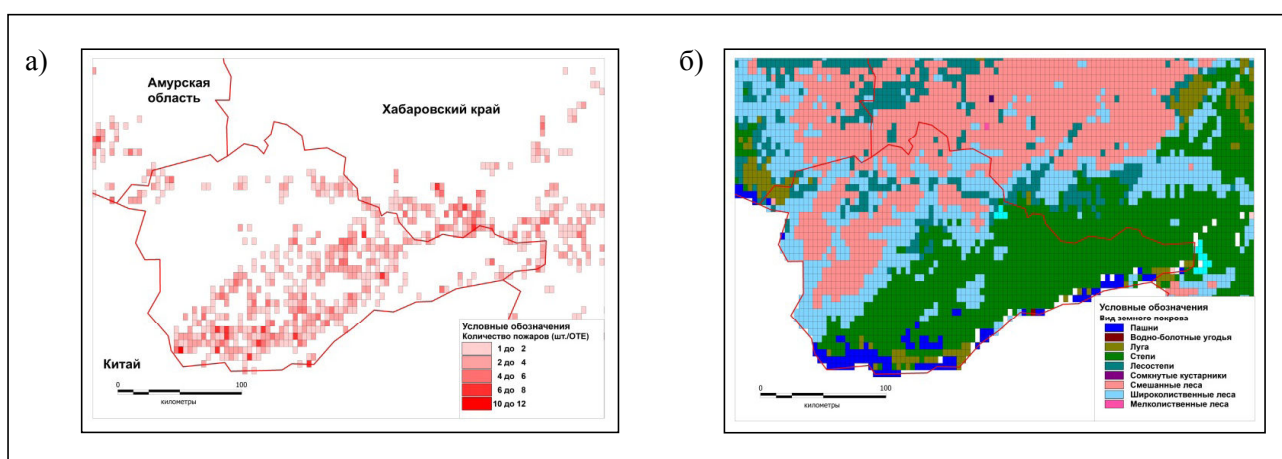 а)
Амурская
область
Хабаровский край
Китай
0 100
километры
Условные обозначения
Количество пожаров (шт./ОТЕ)
1 до 2
2 до 4
4 до 6
6 до 8
10 до 12
б)
0 100
километры
Условные обозначения
Вид земного покрова
Пашни
Водно-болотные угодья
Луга
Степи
Лесостепи
Сомкнутые кустарники
Смешанные леса
Широколиственные леса
Мелколиственные леса